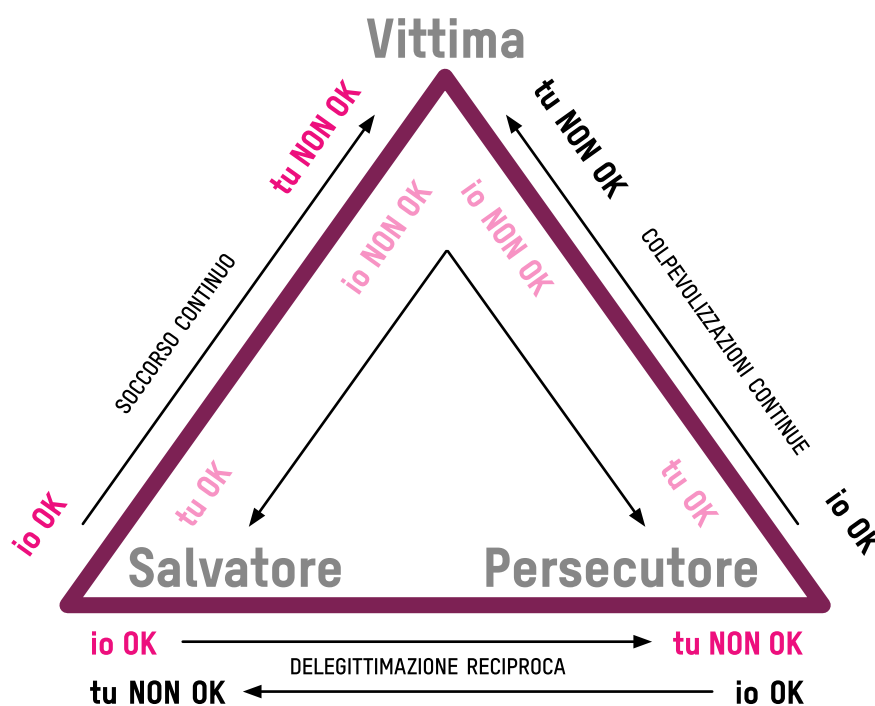 Vittima
tu NON OK
tu NON OK
io NON OK
io NON OK
SOCCORSO CONTINUO
COLPEVOLIZZAZIONI CONTINUE
io OK
tu OK
tu OK
io OK
Salvatore
Persecutore
io OK
tu NON OK
DELEGITTIMAZIONE RECIPROCA
tu NON OK
io OK